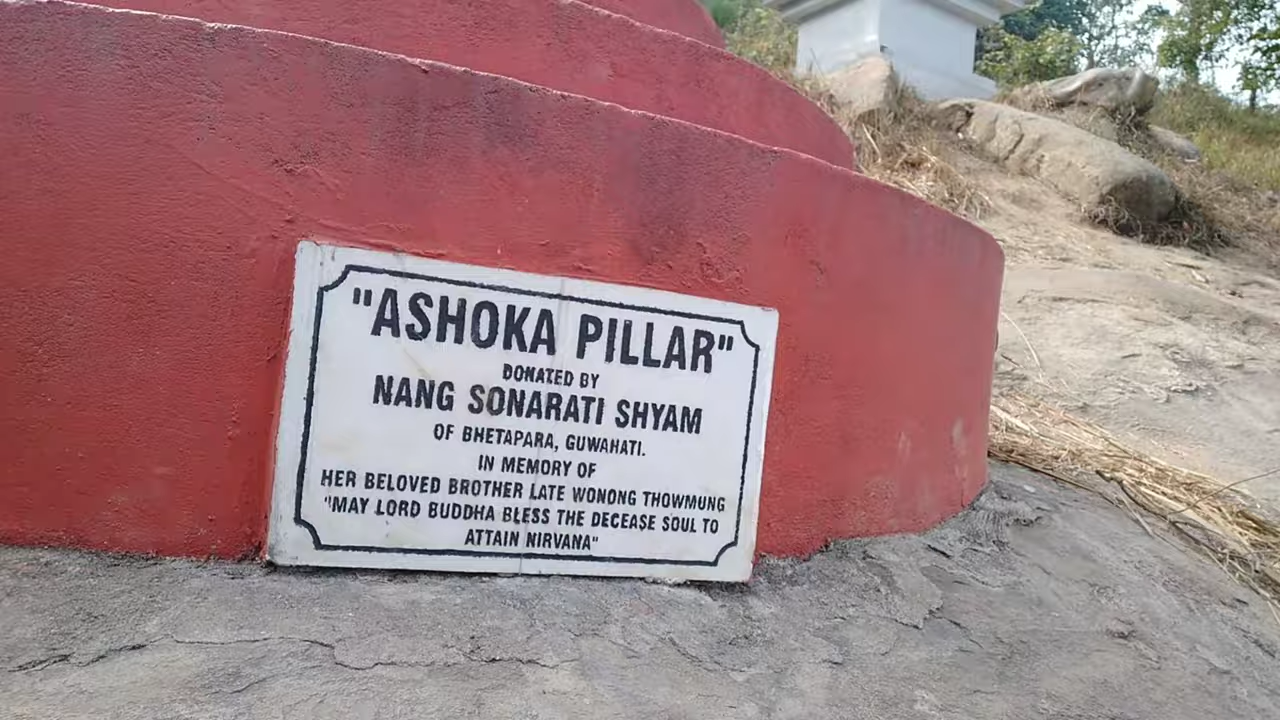 "ASHOKA PILLAR"
DONATED BY
NANG SONARATI SHYAM
OF BHETAPARA, GUWAHATI.
IN MEMORY OF
HER BELOVED BROTHER LATE WONONG THOWMUNG
"MAY LORD BUDDHA BLESS THE DECEASE SOUL TO
ATTAIN NIRVANA"